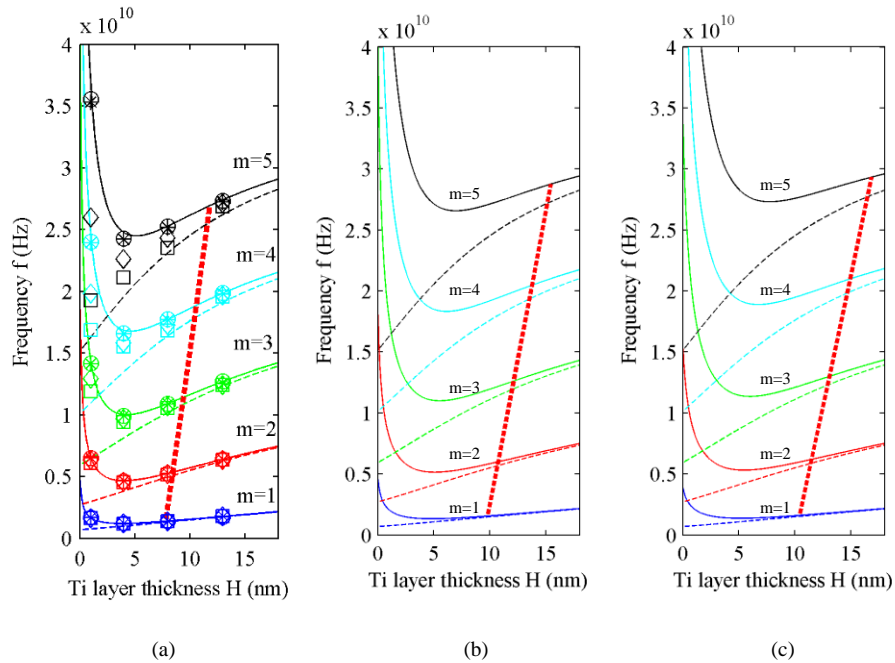 x 10^10
4
3.5
3
2.5
2
1.5
1
0.5
0
0 5 10 15
Frequency f (Hz)
Ti layer thickness H (nm)
m=5
m=4
m=3
m=2
m=1
(a)
x 10^10
4
3.5
3
2.5
2
1.5
1
0.5
0
0 5 10 15
Frequency f (Hz)
Ti layer thickness H (nm)
m=5
m=4
m=3
m=2
m=1
(b)
x 10^10
4
3.5
3
2.5
2
1.5
1
0.5
0
0 5 10 15
Frequency f (Hz)
Ti layer thickness H (nm)
m=5
m=4
m=3
m=2
m=1
(c)